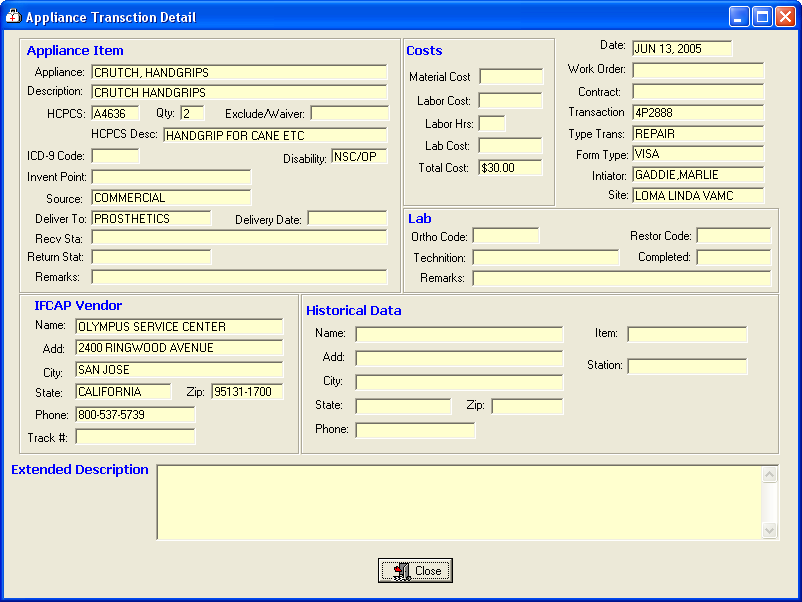 Appliance Transction Detail
Appliance Item
Appliance: CRUTCH, HANDGRIPS
Description: CRUTCH HANDGRIPS
HCPCS: A4636 Qty: 2 Exclude/Waiver:
HCPCS Desc: HANDGRIP FOR CANE ETC
ICD-9 Code: Disability: NSC/OP
Invent Point:
Source: COMMERCIAL
Deliver To: PROSTHETICS Delivery Date:
Recv Sta:
Return Stat:
Remarks:
Costs
Material Cost
Labor Cost:
Labor Hrs:
Lab Cost:
Total Cost: $30.00
Date: JUN 13, 2005
Work Order:
Contract:
Transaction 4P2888
Type Trans: REPAIR
Form Type: VISA
Intiator: GADDIE,MARLIE
Site: LOMA LINDA VAMC
Lab
Ortho Code: Restor Code:
Technition: Completed:
Remarks:
IFCAP Vendor
Name: OLYMPUS SERVICE CENTER
Add: 2400 RINGWOOD AVENUE
City: SAN JOSE
State: CALIFORNIA Zip: 95131-1700
Phone: 800-537-5739
Track #:
Historical Data
Name: Item:
Add: Station:
City:
State: Zip:
Phone:
Extended Description
Close